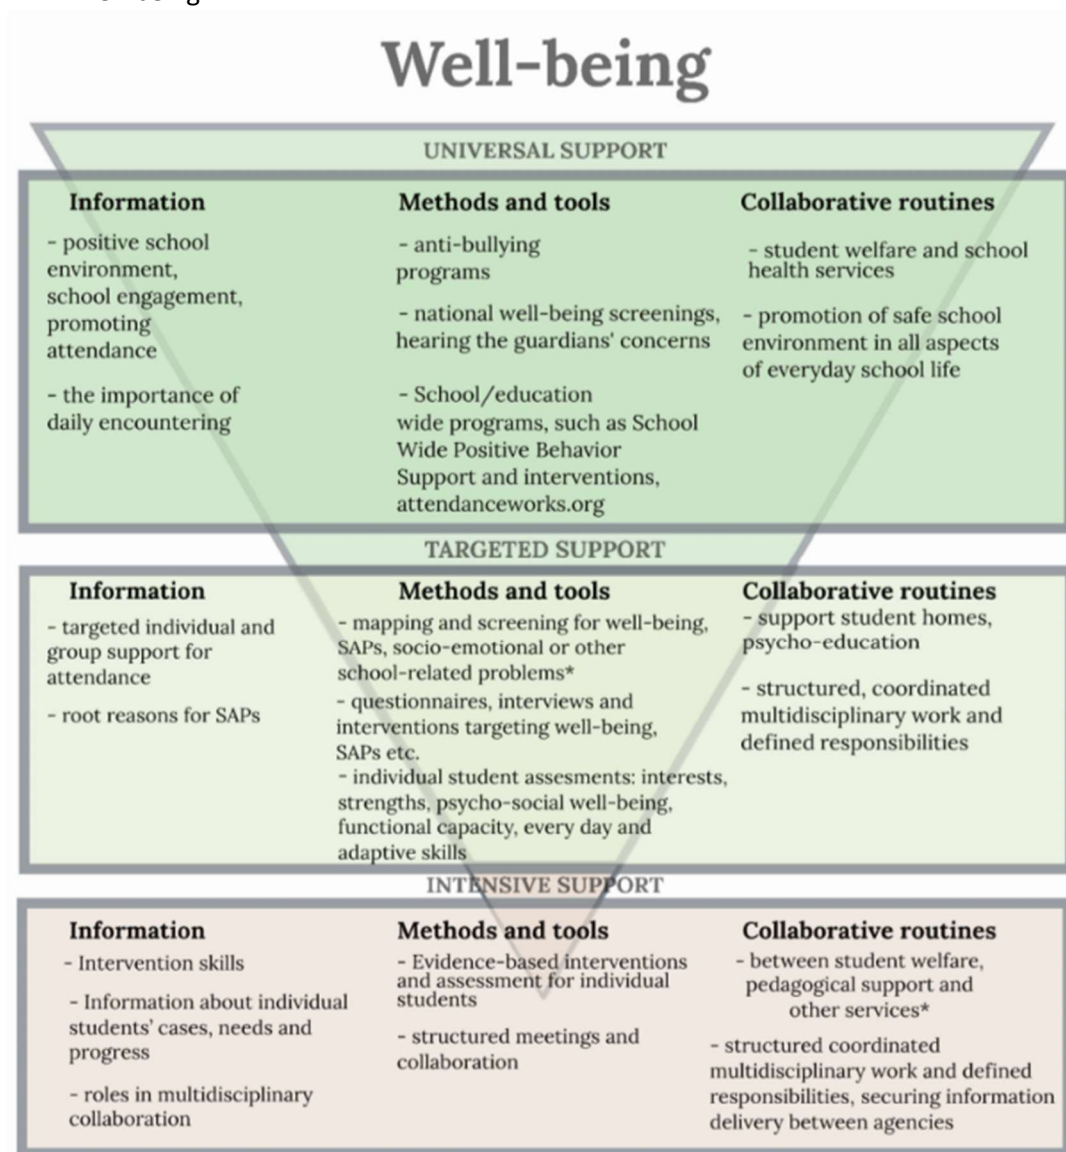 Well-being
UNIVERSAL SUPPORT
Information
- positive school
environment,
school engagement,
promoting
attendance
- the importance of
daily encountering
Methods and tools
- anti-bullying
programs
- national well-being screenings,
hearing the guardians' concerns
- School/education
wide programs, such as School
Wide Positive Behavior
Support and interventions,
attendanceworks.org
Collaborative routines
- student welfare and school
health services
- promotion of safe school
environment in all aspects
of everyday school life
TARGETED SUPPORT
Information
- targeted individual and
group support for
attendance
- root reasons for SAPs
Methods and tools
- mapping and screening for well-being,
SAPs, socio-emotional or other
school-related problems*
- questionnaires, interviews and
interventions targeting well-being,
SAPs etc.
- individual student assesments: interests,
strengths, psycho-social well-being,
functional capacity, every day and
adaptive skills
Collaborative routines
- support student homes,
psycho-education
- structured, coordinated
multidisciplinary work and
defined responsibilities
INTENSIVE SUPPORT
Information
- Intervention skills
- Information about individual
students' cases, needs and
progress
- roles in multidisciplinary
collaboration
Methods and tools
- Evidence-based interventions
and assessment for individual
students
- structured meetings and
collaboration
Collaborative routines
- between student welfare,
pedagogical support and
other services*
- structured coordinated
multidisciplinary work and defined
responsibilities, securing information
delivery between agencies